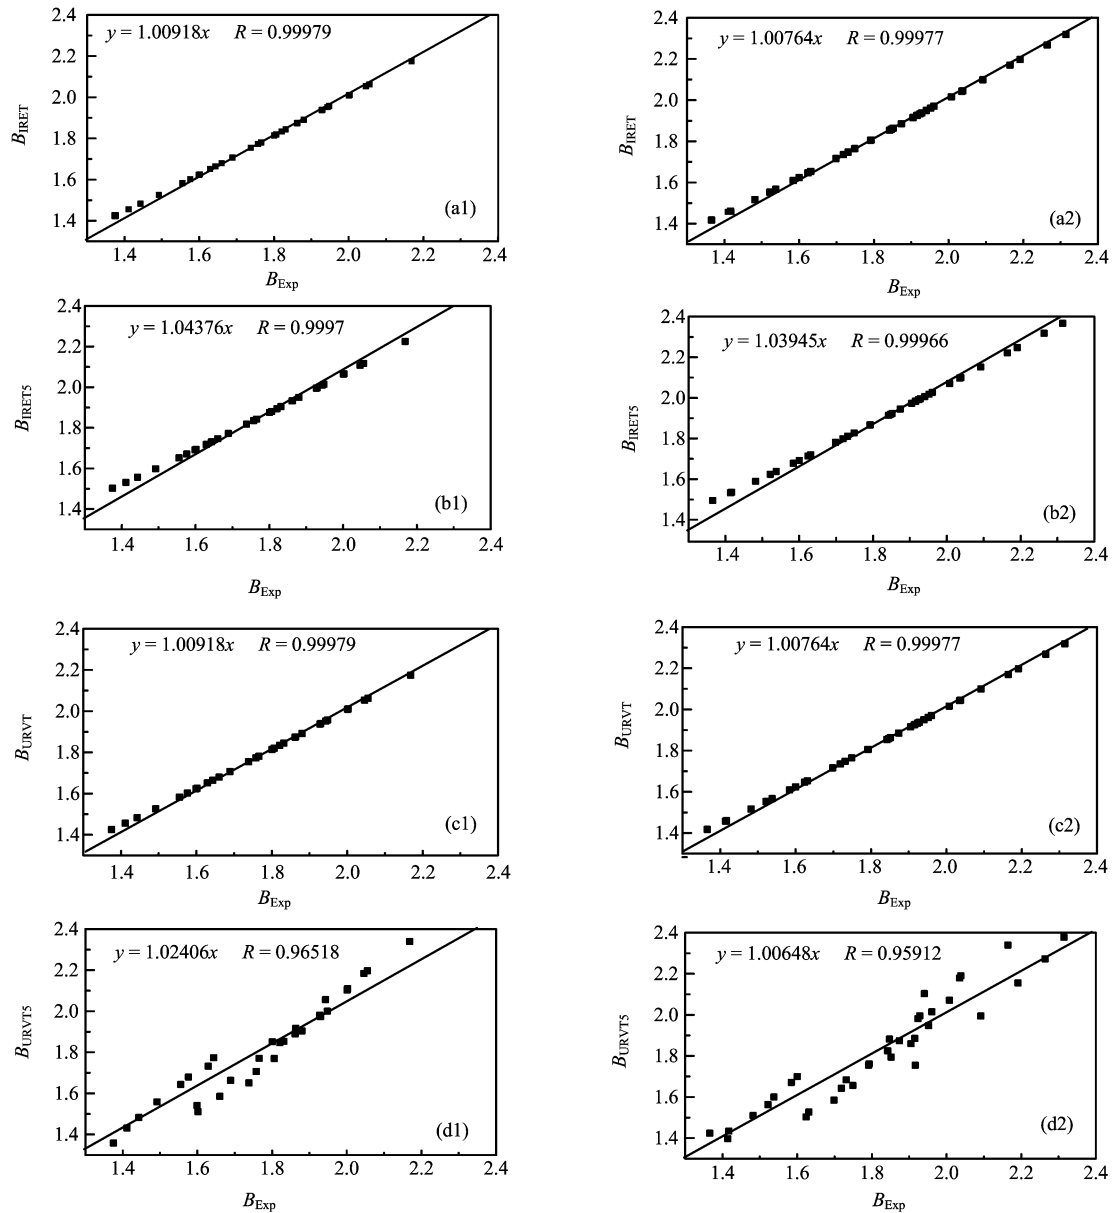 y = 1.00918x R = 0.99979
2.4
2.2
2.0
1.8
1.6
1.4
B_IRET
(a1)
1.4 1.6 1.8 2.0 2.2 2.4
B_Exp
y = 1.00764x R = 0.99977
2.4
2.2
2.0
1.8
1.6
1.4
B_IRET
(a2)
1.4 1.6 1.8 2.0 2.2 2.4
B_Exp
y = 1.04376x R = 0.9997
2.4
2.2
2.0
1.8
1.6
1.4
B_IRET5
(b1)
1.4 1.6 1.8 2.0 2.2 2.4
B_Exp
y = 1.03945x R = 0.99966
2.4
2.2
2.0
1.8
1.6
1.4
B_IRET5
(b2)
1.4 1.6 1.8 2.0 2.2 2.4
B_Exp
y = 1.00918x R = 0.99979
2.4
2.2
2.0
1.8
1.6
1.4
B_URVT
(c1)
1.4 1.6 1.8 2.0 2.2 2.4
B_Exp
y = 1.00764x R = 0.99977
2.4
2.2
2.0
1.8
1.6
1.4
B_URVT
(c2)
1.4 1.6 1.8 2.0 2.2 2.4
B_Exp
y = 1.02406x R = 0.96518
2.4
2.2
2.0
1.8
1.6
1.4
B_URVT5
(d1)
1.4 1.6 1.8 2.0 2.2 2.4
B_Exp
y = 1.00648x R = 0.95912
2.4
2.2
2.0
1.8
1.6
1.4
B_URVT5
(d2)
1.4 1.6 1.8 2.0 2.2 2.4
B_Exp